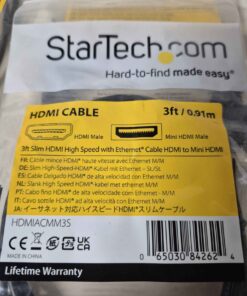 StarTech.com
Hard-to-find made easy®
HDMI CABLE
3ft / 0.91m
HDMI Male
Mini HDMI Male
3ft Slim HDMI High Speed with Ethernet® Cable HDMI to Mini HDMI
FR: Câble mince HDMI® haute vitesse avec Ethernet M/M
DE: Slim High-Speed-HDMI® Kabel mit Ethernet – St/St
ES: Cable Delgado HDMI® de alta velocidad con Ethernet M/M
NL: Slank High Speed HDMI® kabel met Ethernet M/M
PT: Cabo fino HDMI® de alta velocidade com Ethernet M/M
IT: Cavo sottile HDMI® ad alta velocità con Ethernet M/M
JA: イーサネット対応ハイスピードHDMI®スリムケーブル
HDMIACMM3S
MADE IN CHINA
0 65030 84262 4
Lifetime Warranty